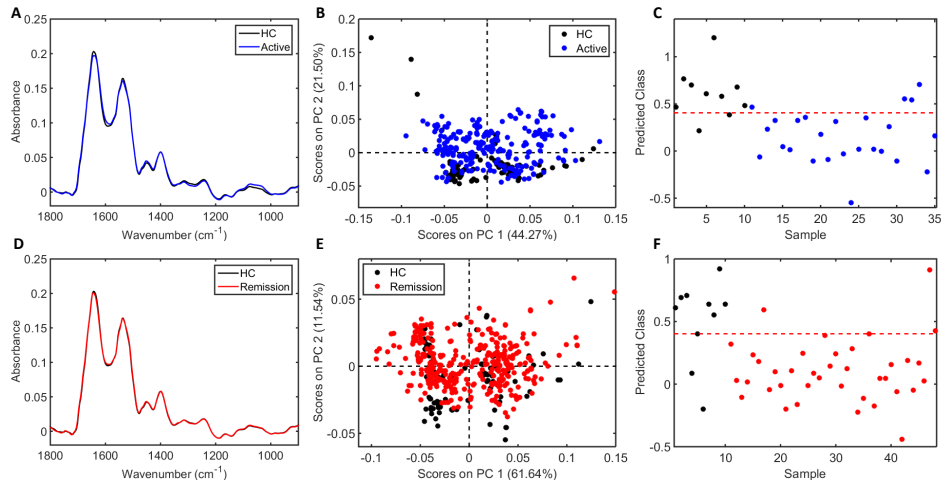 A
0.25
0.2
0.15
0.1
0.05
0
1800
1600
1400
1200
1000
Absorbance
Wavenumber (cm-1)
HC
Active
B
0.20
0.15
0.1
0.05
0
-0.05
-0.15
-0.1
-0.05
0
0.05
0.1
0.15
Scores on PC 2 (21.50%)
Scores on PC 1 (44.27%)
HC
Active
C
1.5
1
0.5
0
-0.5
5
10
15
20
25
30
35
Predicted Class
Sample
D
0.25
0.2
0.15
0.1
0.05
0
1800
1600
1400
1200
1000
Absorbance
Wavenumber (cm-1)
HC
Remission
E
0.05
0
-0.05
-0.1
-0.05
0
0.05
0.1
0.15
Scores on PC 2 (11.54%)
Scores on PC 1 (61.64%)
HC
Remission
F
1
0.5
0
-0.5
10
20
30
40
Predicted Class
Sample